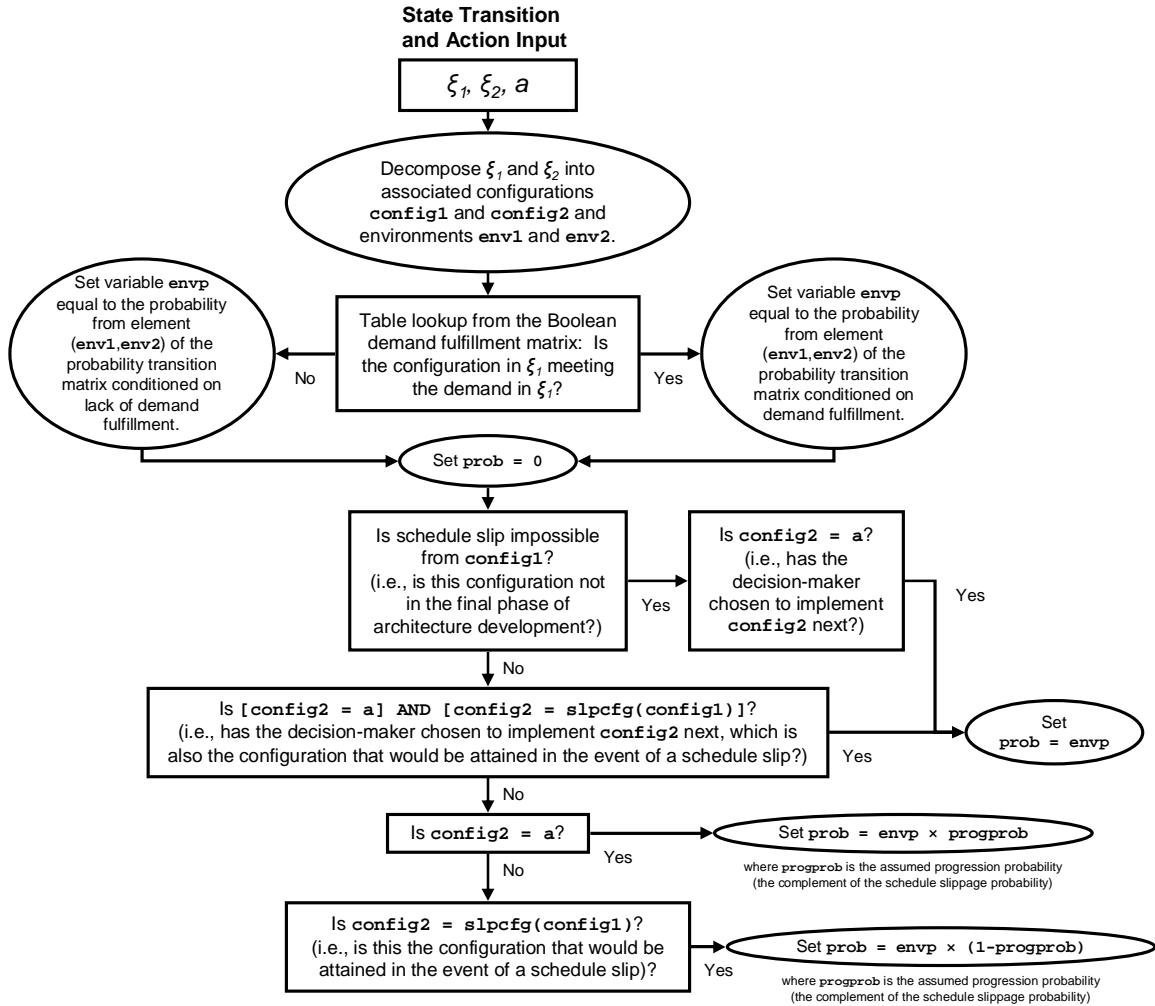 State Transition
and Action Input
ξ1, ξ2, a
Decompose ξ1 and ξ2 into
associated configurations
config1 and config2 and
environments env1 and env2.
Set variable envp
equal to the probability
from element
(env1,env2) of the
probability transition
matrix conditioned on
lack of demand
fulfillment.
No
Table lookup from the Boolean
demand fulfillment matrix: Is
the configuration in ξ1 meeting
the demand in ξ1?
Yes
Set variable envp
equal to the probability
from element
(env1,env2) of the
probability transition
matrix conditioned on
demand fulfillment.
Set prob = 0
Is schedule slip impossible
from config1?
(i.e., is this configuration not
in the final phase of
architecture development?)
Yes
Is config2 = a?
(i.e., has the
decision-maker
chosen to implement
config2 next?)
Yes
No
Is [config2 = a] AND [config2 = slpcfg(config1)]?
(i.e., has the decision-maker chosen to implement config2 next, which is
also the configuration that would be attained in the event of a schedule slip?)
Yes
Set
prob = envp
No
Is config2 = a?
Yes
Set prob = envp × progprob
where progprob is the assumed progression probability
(the complement of the schedule slippage probability)
No
Is config2 = slpcfg(config1)?
(i.e., is this the configuration that would be
attained in the event of a schedule slip)?
Yes
Set prob = envp × (1-progprob)
where progprob is the assumed progression probability
(the complement of the schedule slippage probability)